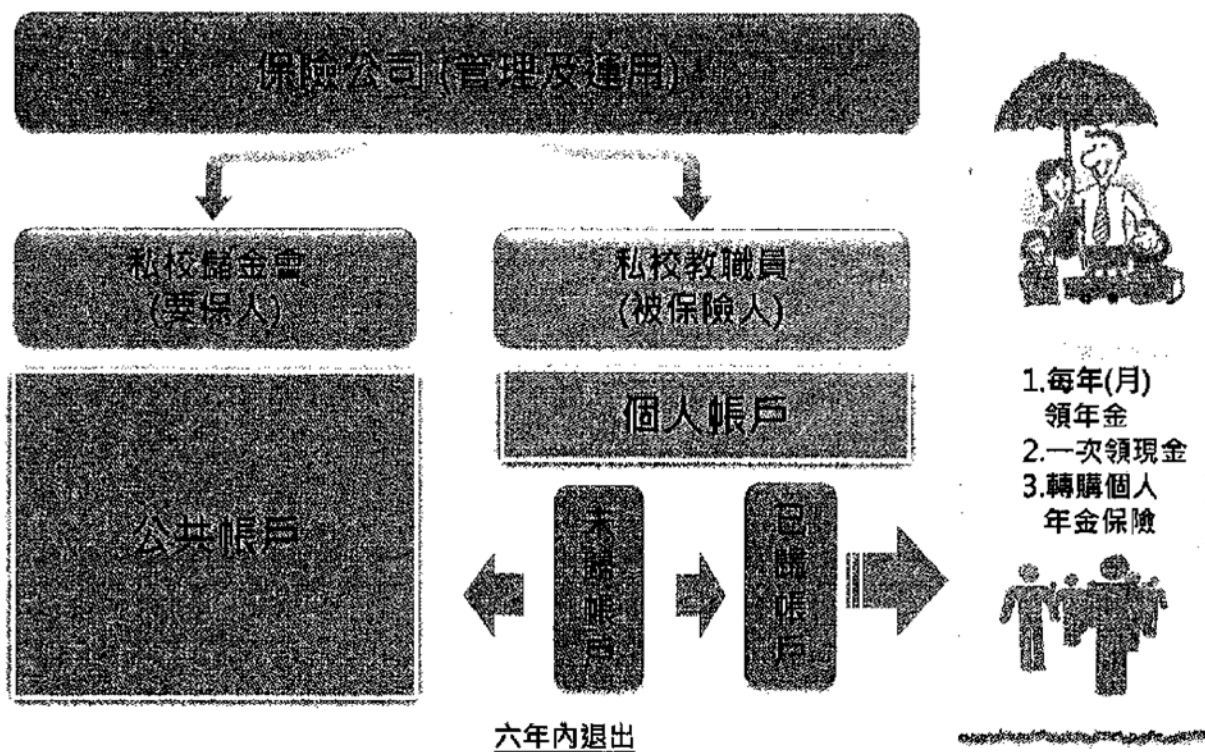 保險公司(管理及運用)
私校儲金會
(要保人)
私校教職員
(被保險人)
公共帳戶
個人帳戶
未歸帳戶
已歸帳戶
1.每年(月)
領年金
2.一次領現金
3.轉購個人
年金保險
六年內退出